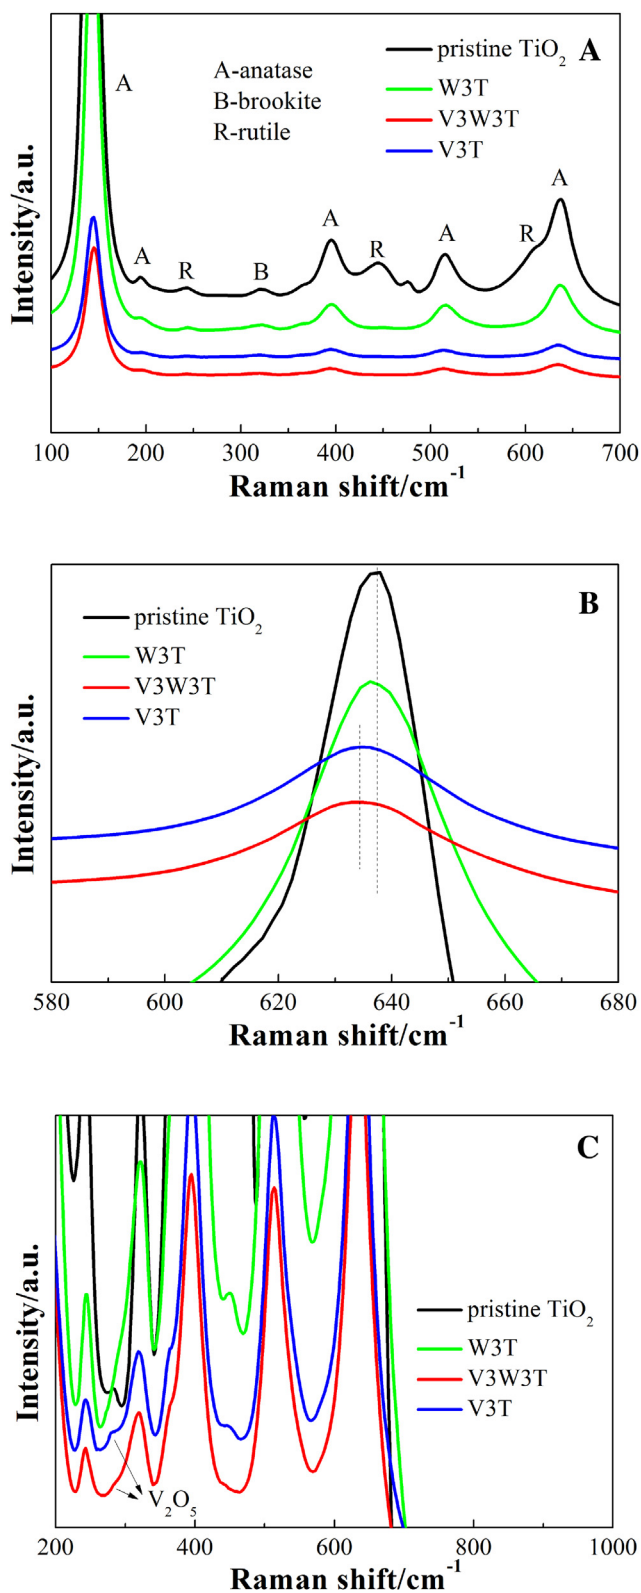 pristine TiO₂
A
W3T
V3W3T
V3T
A-anatase
B-brookite
R-rutile
A
A
R
B
A
R
A
R
A
Intensity/a.u.
100 200 300 400 500 600 700
Raman shift/cm⁻¹
B
pristine TiO₂
W3T
V3W3T
V3T
Intensity/a.u.
580 600 620 640 660 680
Raman shift/cm⁻¹
C
pristine TiO₂
W3T
V3W3T
V3T
V₂O₅
Intensity/a.u.
200 400 600 800 1000
Raman shift/cm⁻¹